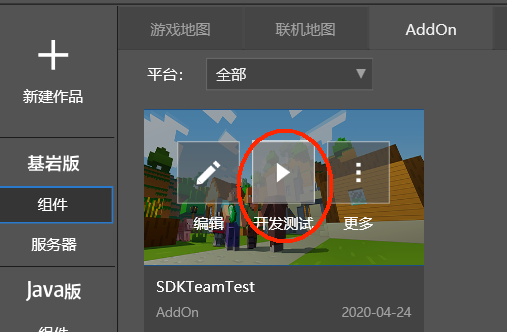 游戏地图 联机地图 AddOn
平台： 全部
新建作品
基岩版
组件
服务器
Java版
组件
编辑 开发测试 更多
SDKTeamTest
AddOn 2020-04-24